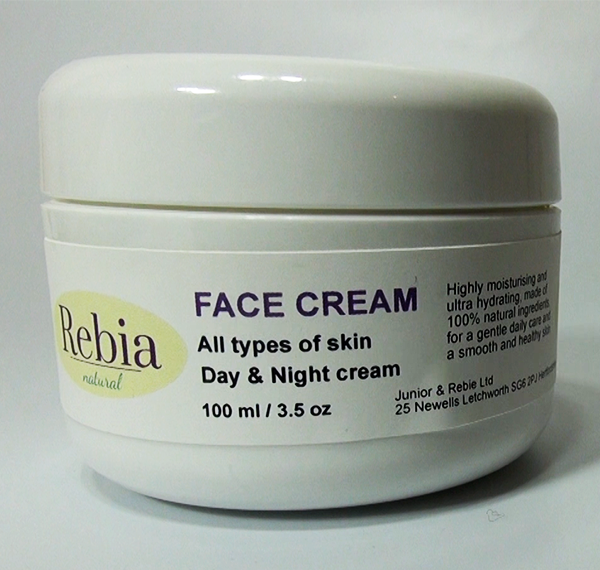 Rebia
natural
FACE CREAM
All types of skin
Day & Night cream
100 ml / 3.5 oz
Highly moisturising and
ultra hydrating, made of
100% natural ingredients,
for a gentle daily care and
a smooth and healthy skin
Junior & Rebie Ltd
25 Newells Letchworth SG6 2PJ